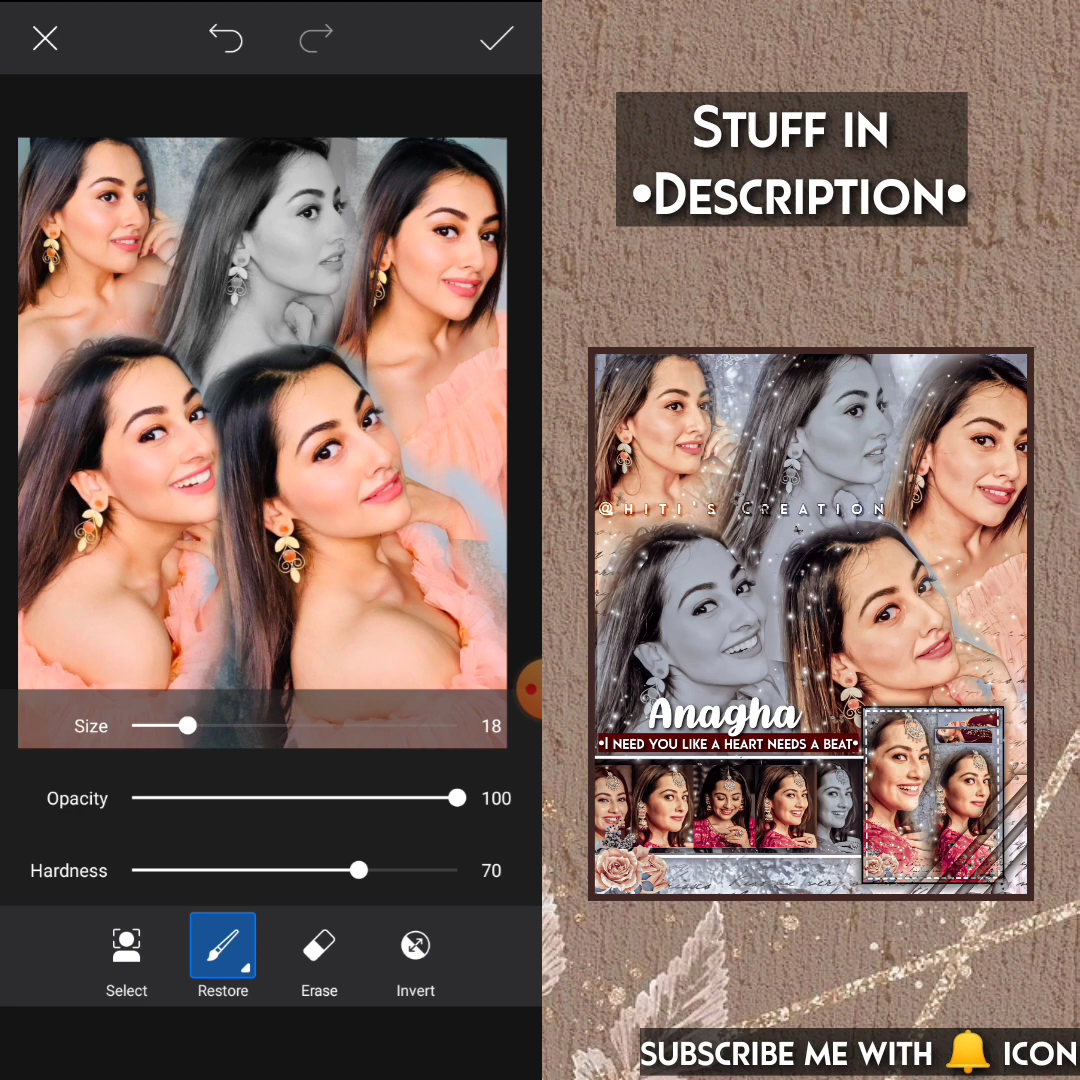 Size
18
Opacity
100
Hardness
70
Select
Restore
Erase
Invert
STUFF IN
•DESCRIPTION•
@HITI'S CREATION
Anagha
•I NEED YOU LIKE A HEART NEEDS A BEAT•
SUBSCRIBE ME WITH 🔔 ICON